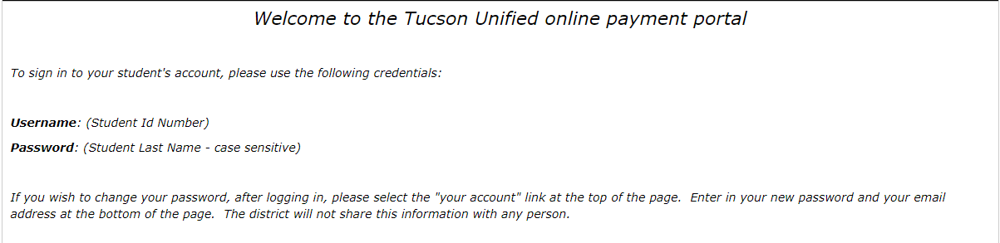 Welcome to the Tucson Unified online payment portal
To sign in to your student's account, please use the following credentials:
Username: (Student Id Number)
Password: (Student Last Name - case sensitive)
If you wish to change your password, after logging in, please select the "your account" link at the top of the page.  Enter in your new password and your email
address at the bottom of the page.  The district will not share this information with any person.